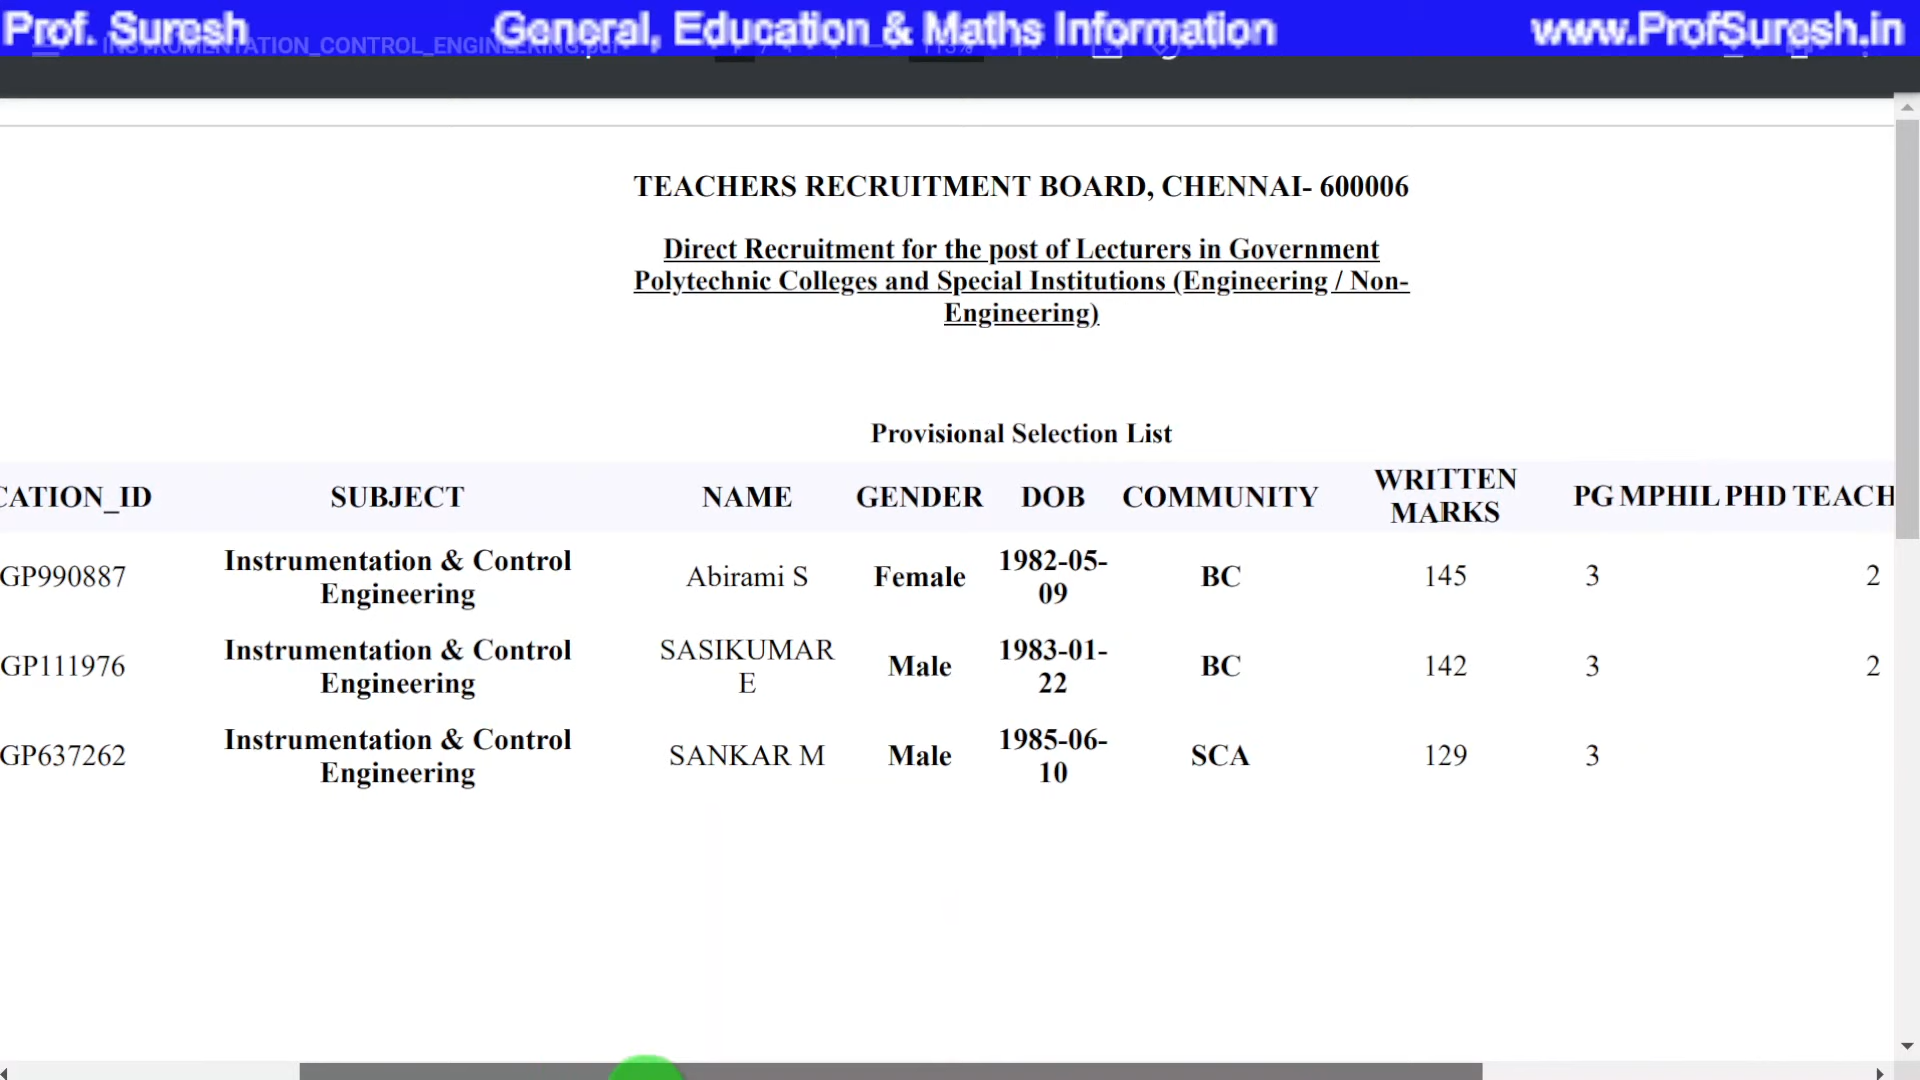 Prof. Suresh General, Education & Maths Information www.ProfSuresh.in
INSTRUMENTATION_CONTROL_ENGINEERING.pdf
TEACHERS RECRUITMENT BOARD, CHENNAI- 600006
Direct Recruitment for the post of Lecturers in Government
Polytechnic Colleges and Special Institutions (Engineering / Non-
Engineering)
Provisional Selection List
CATION_ID SUBJECT NAME GENDER DOB COMMUNITY WRITTEN MARKS PG MPHIL PHD TEACH
GP990887 Instrumentation & Control Engineering Abirami S Female 1982-05-09 BC 145 3 2
GP111976 Instrumentation & Control Engineering SASIKUMAR E Male 1983-01-22 BC 142 3 2
GP637262 Instrumentation & Control Engineering SANKAR M Male 1985-06-10 SCA 129 3